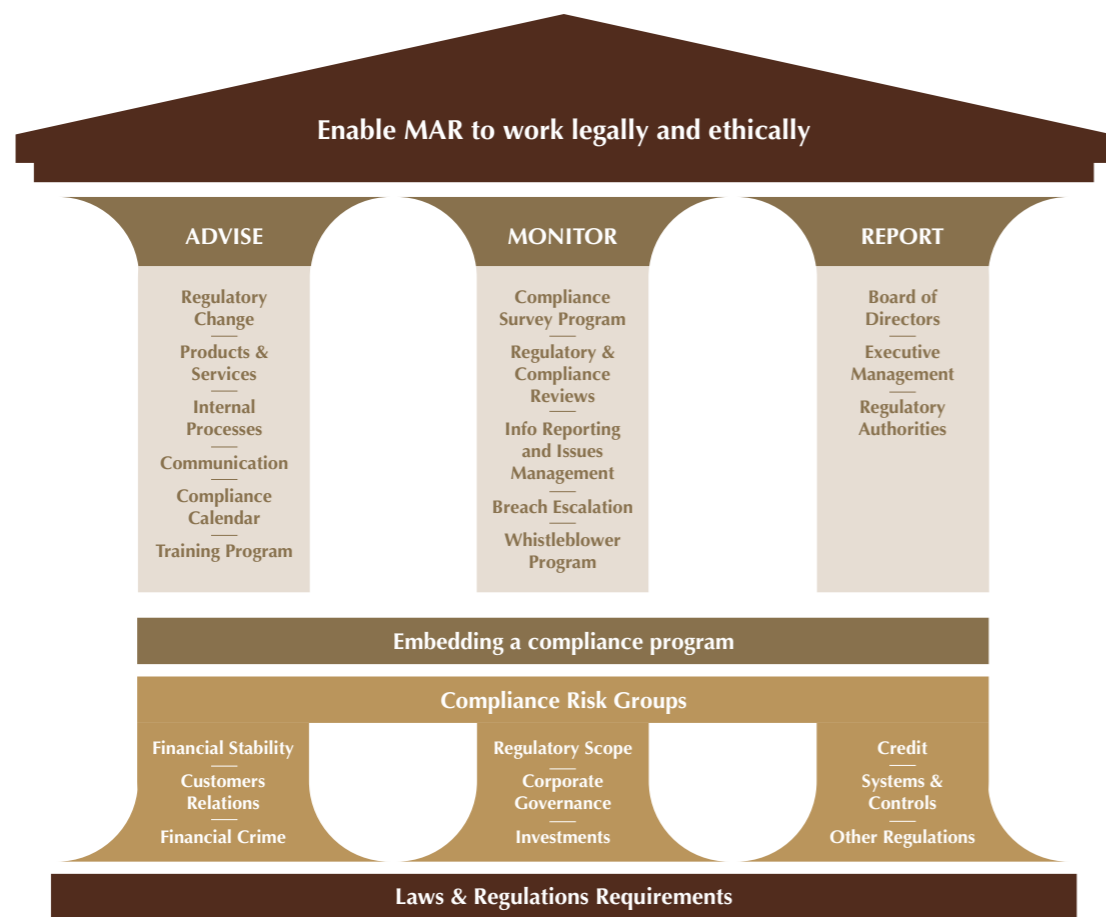 Enable MAR to work legally and ethically
ADVISE
Regulatory
Change
Products &
Services
Internal
Processes
Communication
Compliance
Calendar
Training Program
MONITOR
Compliance
Survey Program
Regulatory &
Compliance
Reviews
Info Reporting
and Issues
Management
Breach Escalation
Whistleblower
Program
REPORT
Board of
Directors
Executive
Management
Regulatory
Authorities
Embedding a compliance program
Compliance Risk Groups
Financial Stability
Customers
Relations
Financial Crime
Regulatory Scope
Corporate
Governance
Investments
Credit
Systems &
Controls
Other Regulations
Laws & Regulations Requirements